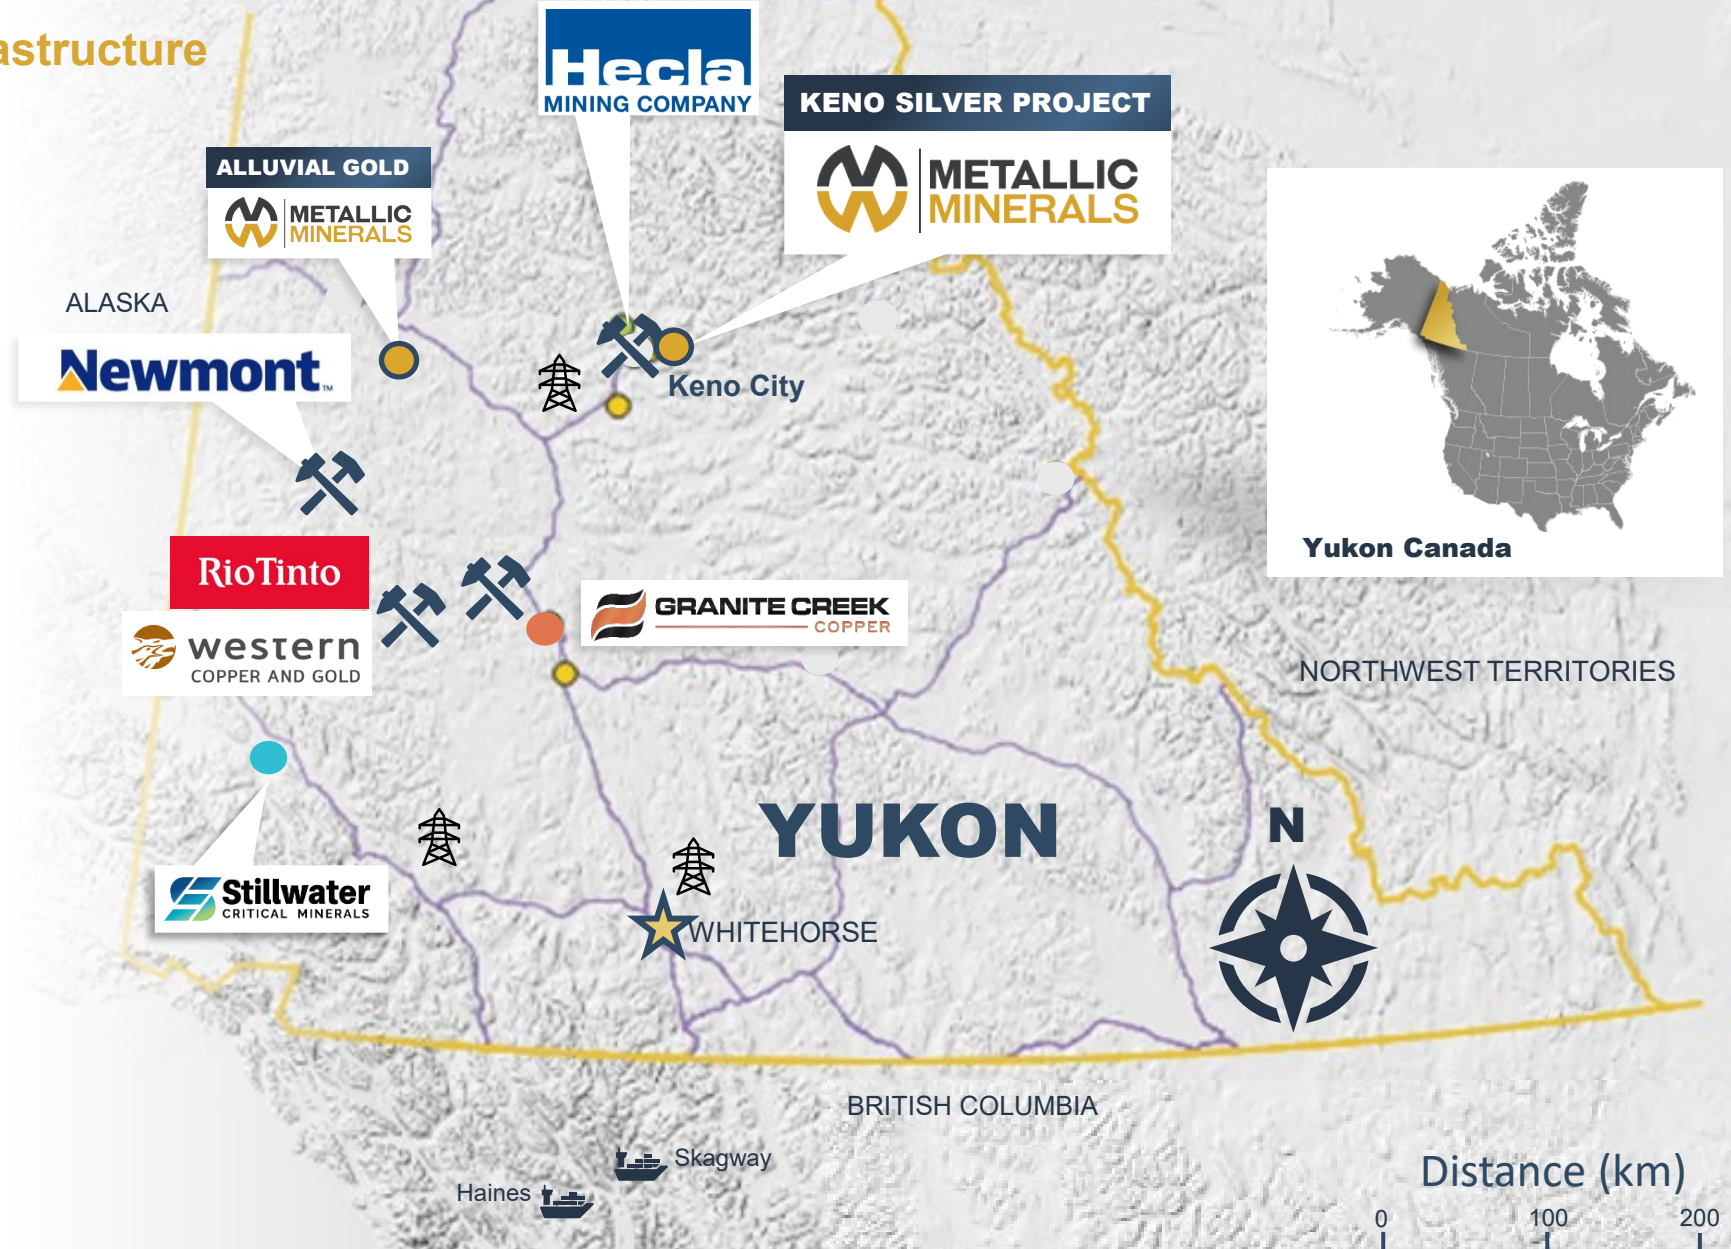 astructure
Hecla
MINING COMPANY
KENO SILVER PROJECT
METALLIC
MINERALS
ALLUVIAL GOLD
METALLIC
MINERALS
ALASKA
Newmont™
Keno City
Yukon Canada
RioTinto
western
COPPER AND GOLD
GRANITE CREEK
COPPER
NORTHWEST TERRITORIES
YUKON
N
Stillwater
CRITICAL MINERALS
WHITEHORSE
BRITISH COLUMBIA
Skagway
Haines
Distance (km)
0 100 200